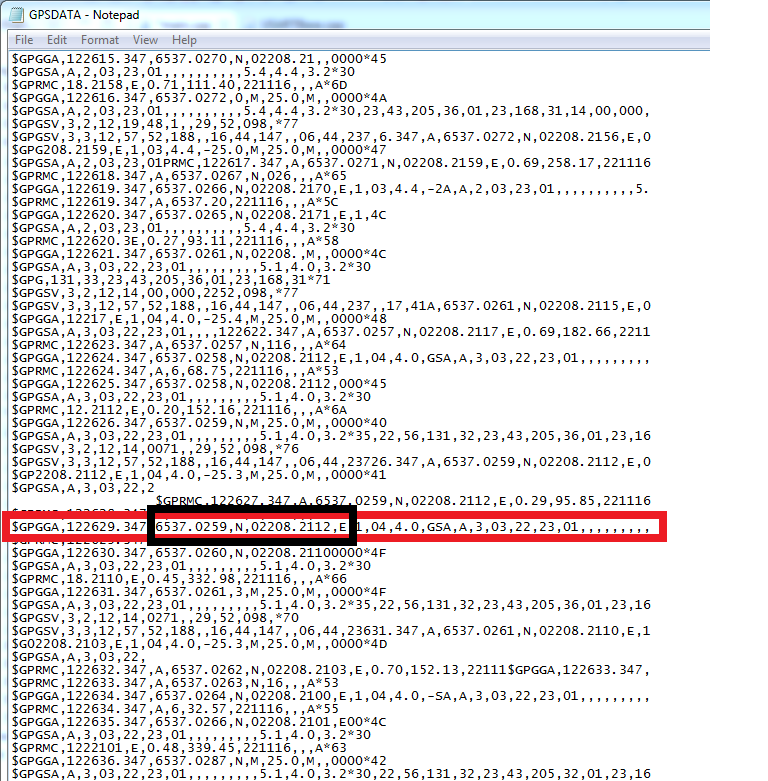 GPSDATA - Notepad
File Edit Format View Help
$GPGGA,122615.347,6537.0270,N,02208.21,,0000*45
$GPGSA,A,2,03,23,01,,,,,,,,,,5.4,4.4,3.2*30
$GPRMC,18.2158,E,0.71,111.40,221116,,,A*6D
$GPGGA,122616.347,6537.0272,0,M,25.0,M,,0000*4A
$GPGSA,A,2,03,23,01,,,,,,,,,,5.4,4.4,3.2*30,23,43,205,36,01,23,168,31,14,00,000,
$GPGSV,3,2,12,19,48,1,,29,52,098,*77
$GPGSV,3,3,12,57,52,188,,16,44,147,,06,44,237,6.347,A,6537.0272,N,02208.2156,E,0
$GPG208.2159,E,1,03,4.4,-25.0,M,25.0,M,,0000*47
$GPGSA,A,2,03,23,01PRMC,122617.347,A,6537.0271,N,02208.2159,E,0.69,258.17,221116
$GPRMC,122618.347,A,6537.0267,N,026,,,A*65
$GPGGA,122619.347,6537.0266,N,02208.2170,E,1,03,4.4,-2A,A,2,03,23,01,,,,,,,,,,5.
$GPRMC,122619.347,A,6537.20,221116,,,A*5C
$GPGGA,122620.347,6537.0265,N,02208.2171,E,1,4C
$GPGSA,A,2,03,23,01,,,,,,,,,,5.4,4.4,3.2*30
$GPRMC,122620.3E,0.27,93.11,221116,,,A*58
$GPGGA,122621.347,6537.0261,N,02208.,M,,0000*4C
$GPGSA,A,3,03,22,23,01,,,,,,,,,5.1,4.0,3.2*30
$GPG,131,33,23,43,205,36,01,23,168,31*71
$GPGSV,3,2,12,14,00,000,2252,098,*77
$GPGSV,3,3,12,57,52,188,,16,44,147,,06,44,237,,17,41A,6537.0261,N,02208.2115,E,0
$GPGGA,12217,E,1,04,4.0,-25.4,M,25.0,M,,0000*48
$GPGSA,A,3,03,22,23,01,,,,122622.347,A,6537.0257,N,02208.2117,E,0.69,182.66,2211
$GPRMC,122623.347,A,6537.0257,N,116,,,A*64
$GPGGA,122624.347,6537.0258,N,02208.2112,E,1,04,4.0,GSA,A,3,03,22,23,01,,,,,,,,,
$GPRMC,122624.347,A,6,68.75,221116,,,A*53
$GPGGA,122625.347,6537.0258,N,02208.2112,000*45
$GPGSA,A,3,03,22,23,01,,,,,,,,,5.1,4.0,3.2*30
$GPRMC,12.2112,E,0.20,152.16,221116,,,A*6A
$GPGGA,122626.347,6537.0259,N,M,25.0,M,,0000*40
$GPGSA,A,3,03,22,23,01,,,,,,,,,5.1,4.0,3.2*35,22,56,131,32,23,43,205,36,01,23,16
$GPGSV,3,2,12,14,0071,,29,52,098,*76
$GPGSV,3,3,12,57,52,188,,16,44,147,,06,44,23726.347,A,6537.0259,N,02208.2112,E,0
$GP2208.2112,E,1,04,4.0,-25.3,M,25.0,M,,0000*41
$GPGSA,A,3,03,22,2
$GPRMC,122627.347,A,6537.0259,N,02208.2112,E,0.29,95.85,221116
$GPGGA,122629.347,6537.0259,N,02208.2112,E,1,04,4.0,GSA,A,3,03,22,23,01,,,,,,,,,
$GPGGA,122630.347,6537.0260,N,02208.21100000*4F
$GPGSA,A,3,03,22,23,01,,,,,,,,,5.1,4.0,3.2*30
$GPRMC,18.2110,E,0.45,332.98,221116,,,A*66
$GPGGA,122631.347,6537.0261,3,M,25.0,M,,0000*4F
$GPGSA,A,3,03,22,23,01,,,,,,,,,5.1,4.0,3.2*35,22,56,131,32,23,43,205,36,01,23,16
$GPGSV,3,2,12,14,0271,,29,52,098,*70
$GPGSV,3,3,12,57,52,188,,16,44,147,,06,44,23631.347,A,6537.0261,N,02208.2110,E,1
$G02208.2103,E,1,04,4.0,-25.3,M,25.0,M,,0000*4D
$GPGSA,A,3,03,22,
$GPRMC,122632.347,A,6537.0262,N,02208.2103,E,0.70,152.13,22111$GPGGA,122633.347,
$GPRMC,122633.347,A,6537.0263,N,16,,,A*53
$GPGGA,122634.347,6537.0264,N,02208.2100,E,1,04,4.0,-SA,A,3,03,22,23,01,,,,,,,,,
$GPRMC,122634.347,A,6,32.57,221116,,,A*55
$GPGGA,122635.347,6537.0266,N,02208.2101,E00*4C
$GPGSA,A,3,03,22,23,01,,,,,,,,,5.1,4.0,3.2*30
$GPRMC,1222101,E,0.48,339.45,221116,,,A*63
$GPGGA,122636.347,6537.0287,N,M,25.0,M,,0000*42
$GPGSA,A,3,03,22,23,01,,,,,,,,,5.1,4.0,3.2*30,22,56,131,32,23,43,205,32,01,23,16